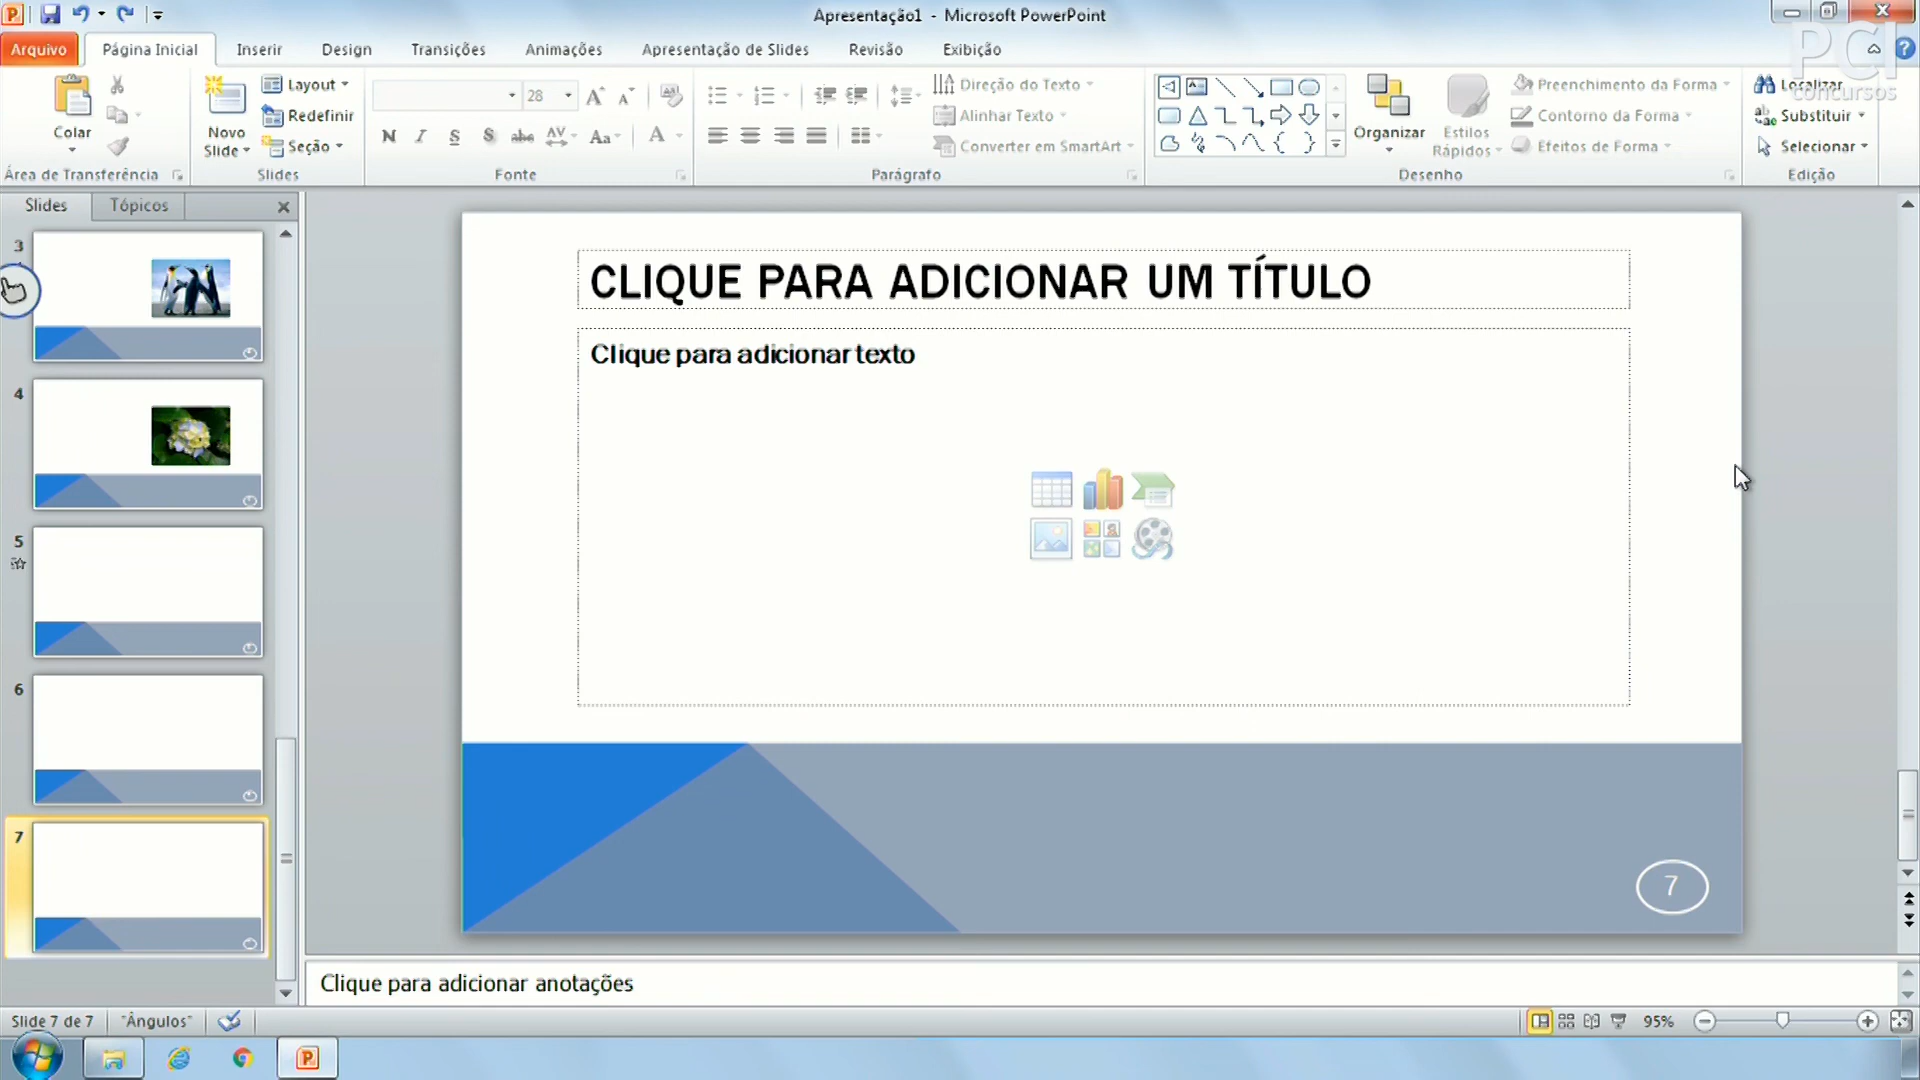 Apresentação1 - Microsoft PowerPoint
Arquivo
Página Inicial
Inserir
Design
Transições
Animações
Apresentação de Slides
Revisão
Exibição
PCI
concursos
Colar
Área de Transferência
Novo
Slide
Layout
Redefinir
Seção
Slides
28
N I S S abc AV Aa A
Fonte
Direção do Texto
Alinhar Texto
Converter em SmartArt
Parágrafo
Organizar
Estilos
Rápidos
Preenchimento da Forma
Contorno da Forma
Efeitos de Forma
Desenho
Localizar
Substituir
Selecionar
Edição
Slides
Tópicos
3
4
5
6
7
CLIQUE PARA ADICIONAR UM TÍTULO
Clique para adicionar texto
7
Clique para adicionar anotações
Slide 7 de 7
"Ângulos"
95%